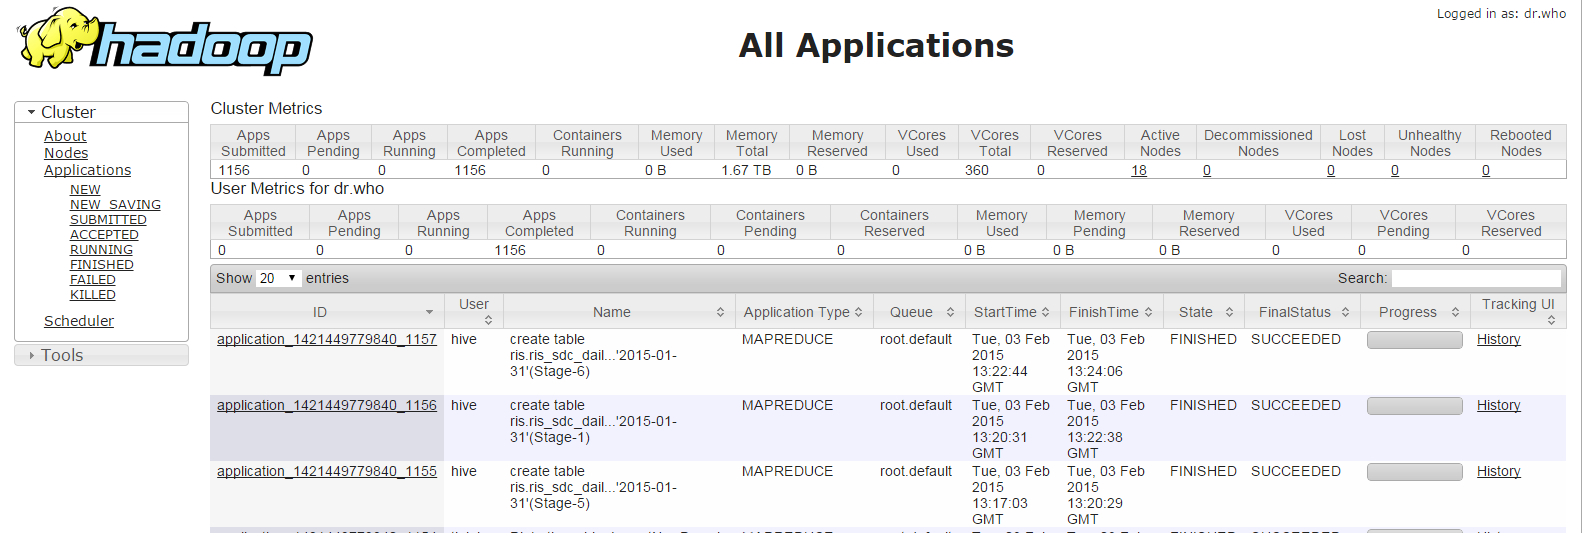 Logged in as: dr.who
hadoop
All Applications
Cluster
About
Nodes
Applications
NEW
NEW_SAVING
SUBMITTED
ACCEPTED
RUNNING
FINISHED
FAILED
KILLED
Scheduler
Tools
Cluster Metrics
Apps Submitted Apps Pending Apps Running Apps Completed Containers Running Memory Used Memory Total Memory Reserved VCores Used VCores Total VCores Reserved Active Nodes Decommissioned Nodes Lost Nodes Unhealthy Nodes Rebooted Nodes
1156 0 0 1156 0 0 B 1.67 TB 0 B 0 360 0 18 0 0 0 0
User Metrics for dr.who
Apps Submitted Apps Pending Apps Running Apps Completed Containers Running Containers Pending Containers Reserved Memory Used Memory Pending Memory Reserved VCores Used VCores Pending VCores Reserved
0 0 0 1156 0 0 0 0 B 0 B 0 B 0 0 0
Show 20 entries Search:
ID User Name Application Type Queue StartTime FinishTime State FinalStatus Progress Tracking UI
application_1421449779840_1157 hive create table MAPREDUCE root.default Tue, 03 Feb Tue, 03 Feb FINISHED SUCCEEDED History
ris.ris_sdc_dail...'2015-01- 2015 2015
31'(Stage-6) 13:22:44 13:24:06
GMT GMT
application_1421449779840_1156 hive create table MAPREDUCE root.default Tue, 03 Feb Tue, 03 Feb FINISHED SUCCEEDED History
ris.ris_sdc_dail...'2015-01- 2015 2015
31'(Stage-1) 13:20:31 13:22:38
GMT GMT
application_1421449779840_1155 hive create table MAPREDUCE root.default Tue, 03 Feb Tue, 03 Feb FINISHED SUCCEEDED History
ris.ris_sdc_dail...'2015-01- 2015 2015
31'(Stage-5) 13:17:03 13:20:29
GMT GMT